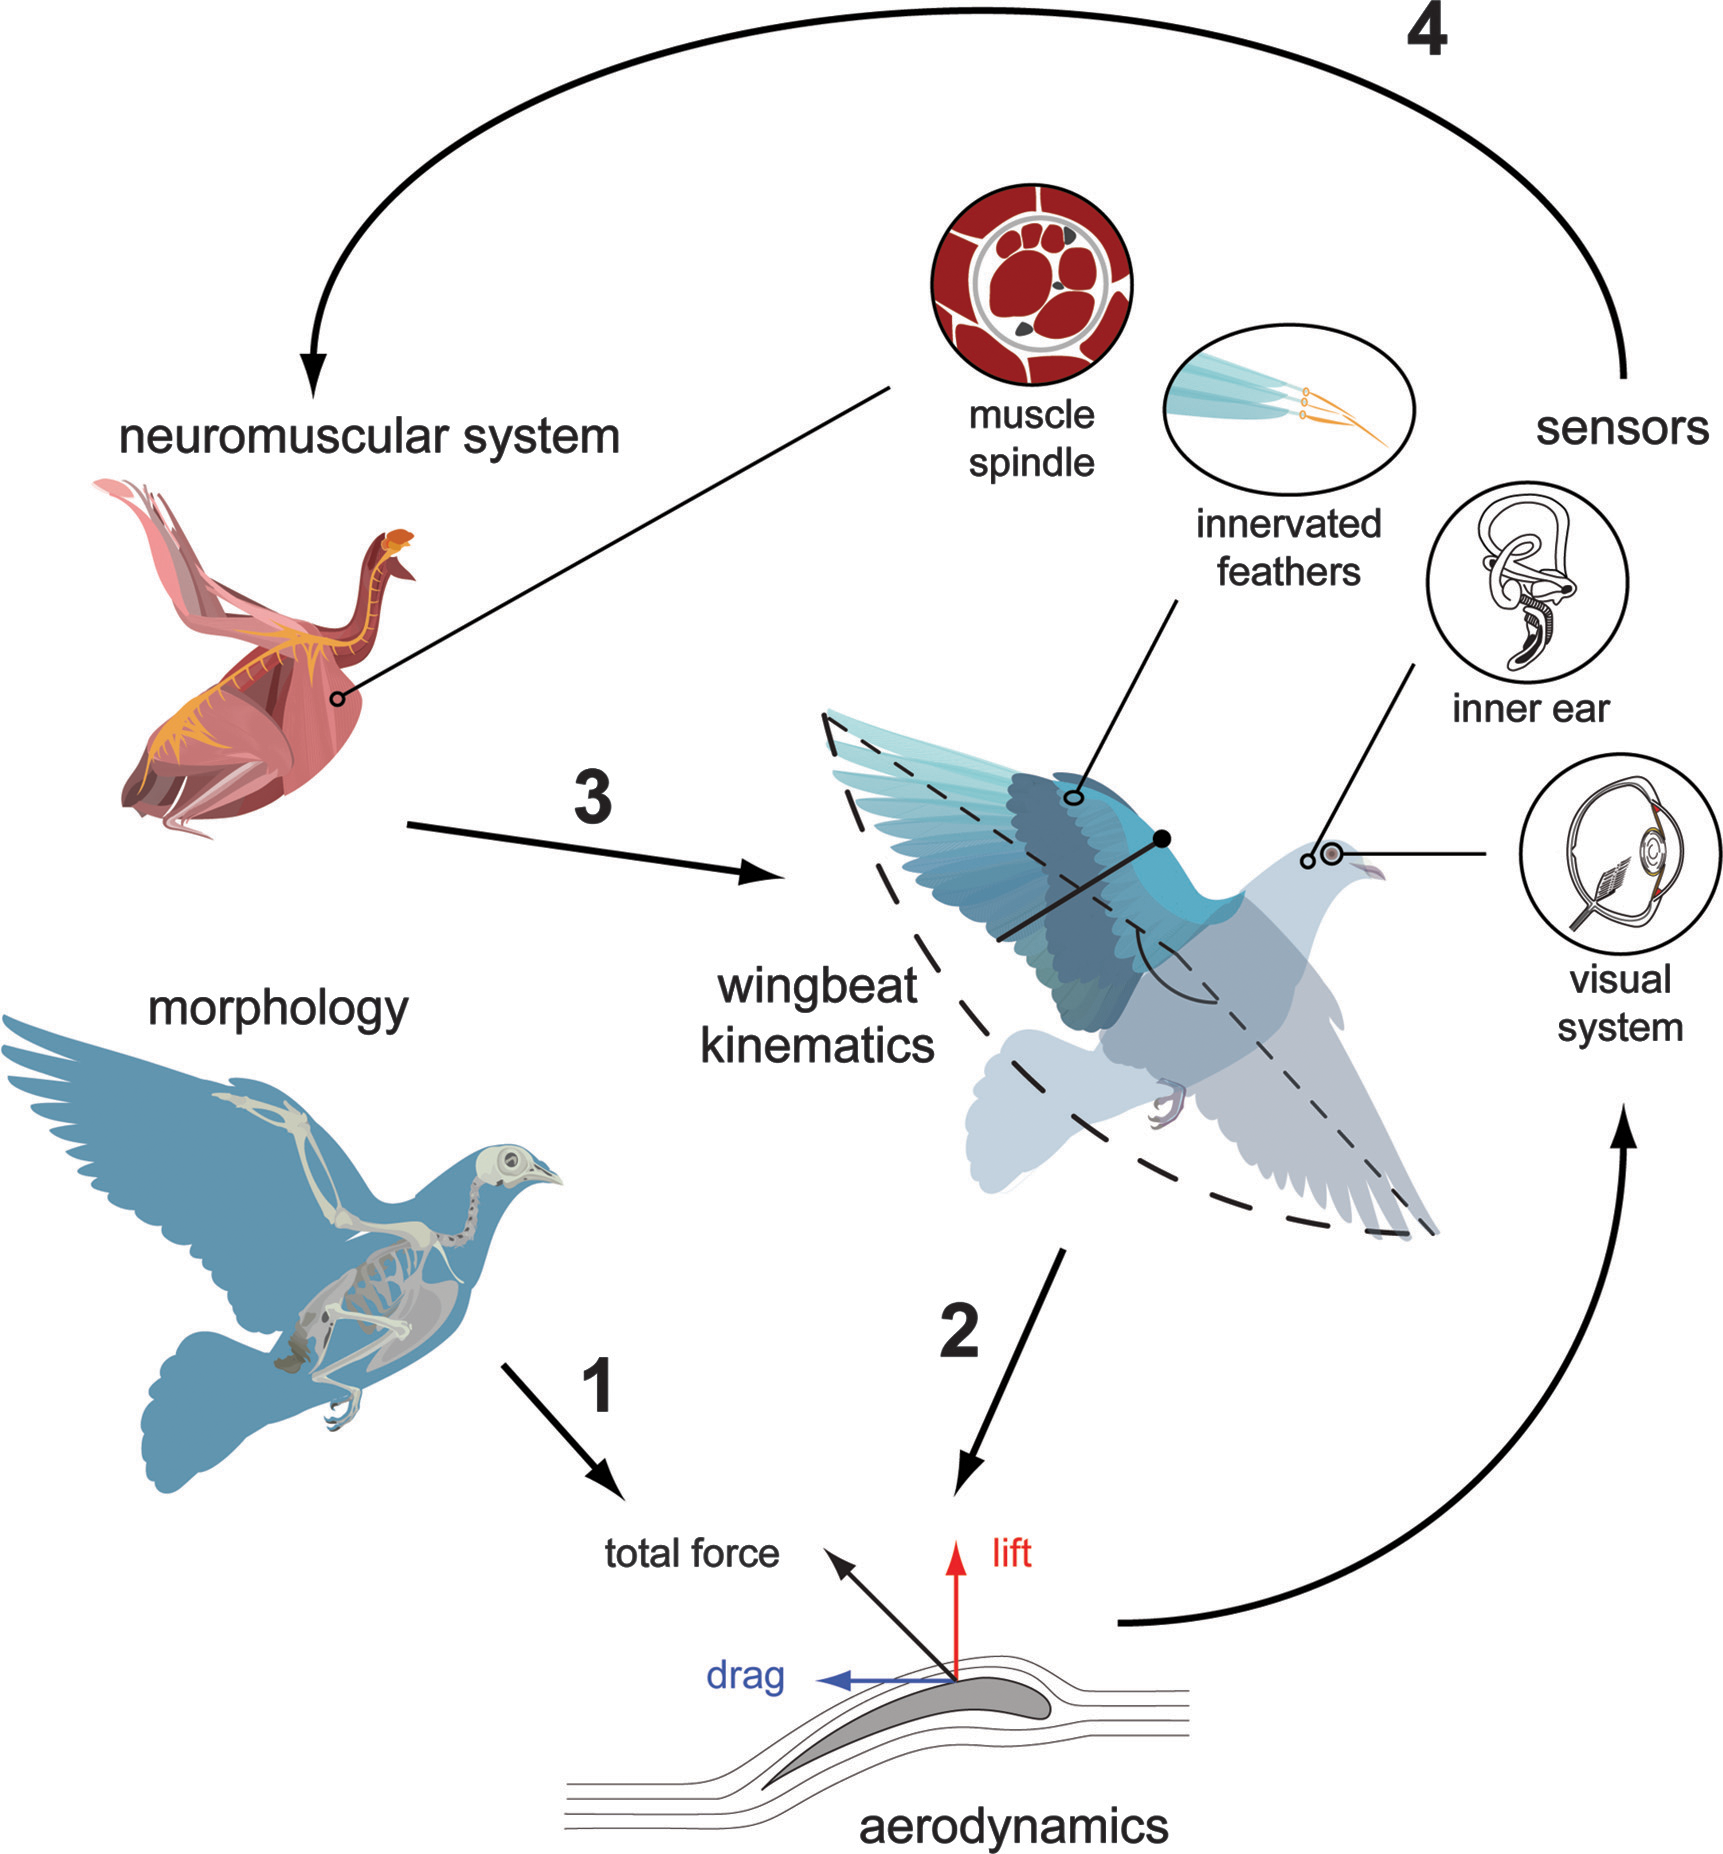 4
muscle
spindle
neuromuscular system
sensors
innervated
feathers
inner ear
3
visual
system
wingbeat
kinematics
morphology
2
1
total force
lift
drag
aerodynamics